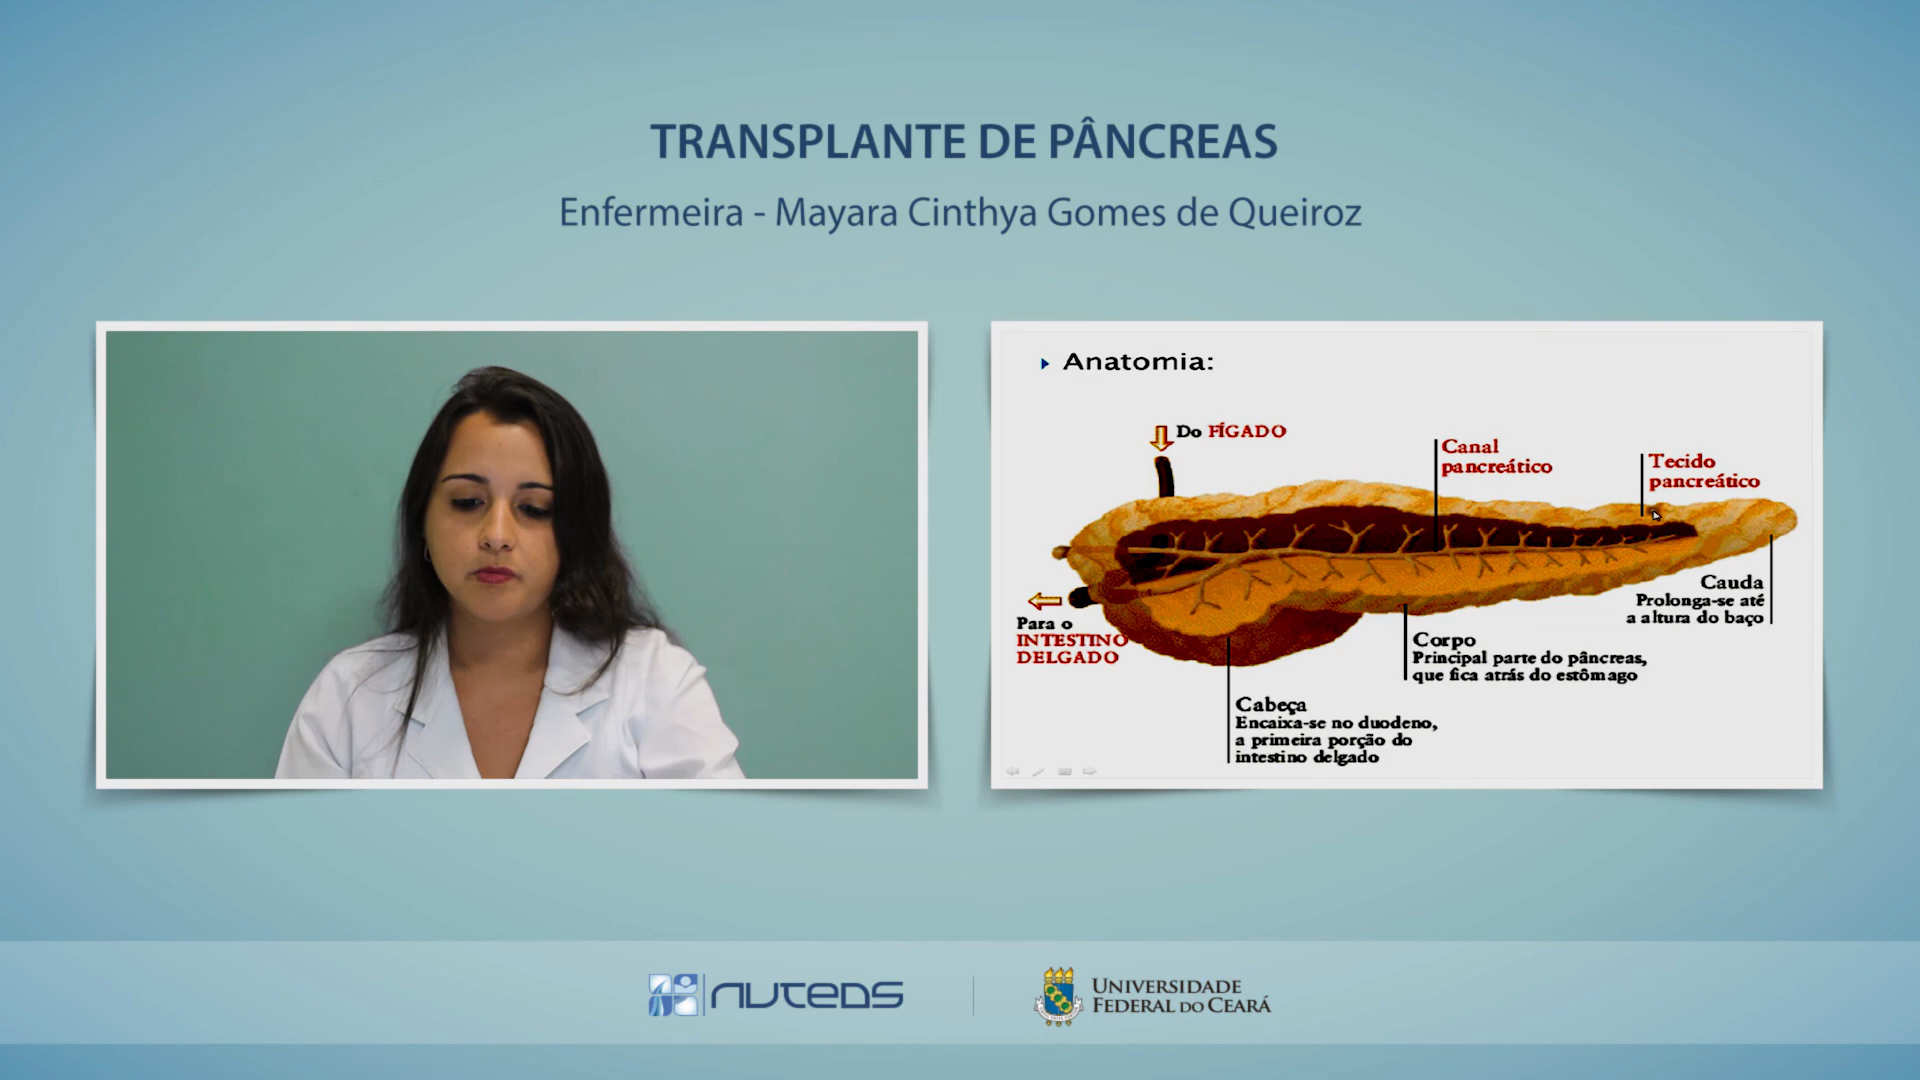 TRANSPLANTE DE PÂNCREAS
Enfermeira - Mayara Cinthya Gomes de Queiroz
Anatomia:
Do FÍGADO
Canal
pancreático
Tecido
pancreático
Para o
INTESTINO
DELGADO
Cauda
Prolonga-se até
a altura do baço
Corpo
Principal parte do pâncreas,
que fica atrás do estômago
Cabeça
Encaixa-se no duodeno,
a primeira porção do
intestino delgado
NUTEDS
UNIVERSIDADE
FEDERAL DO CEARÁ